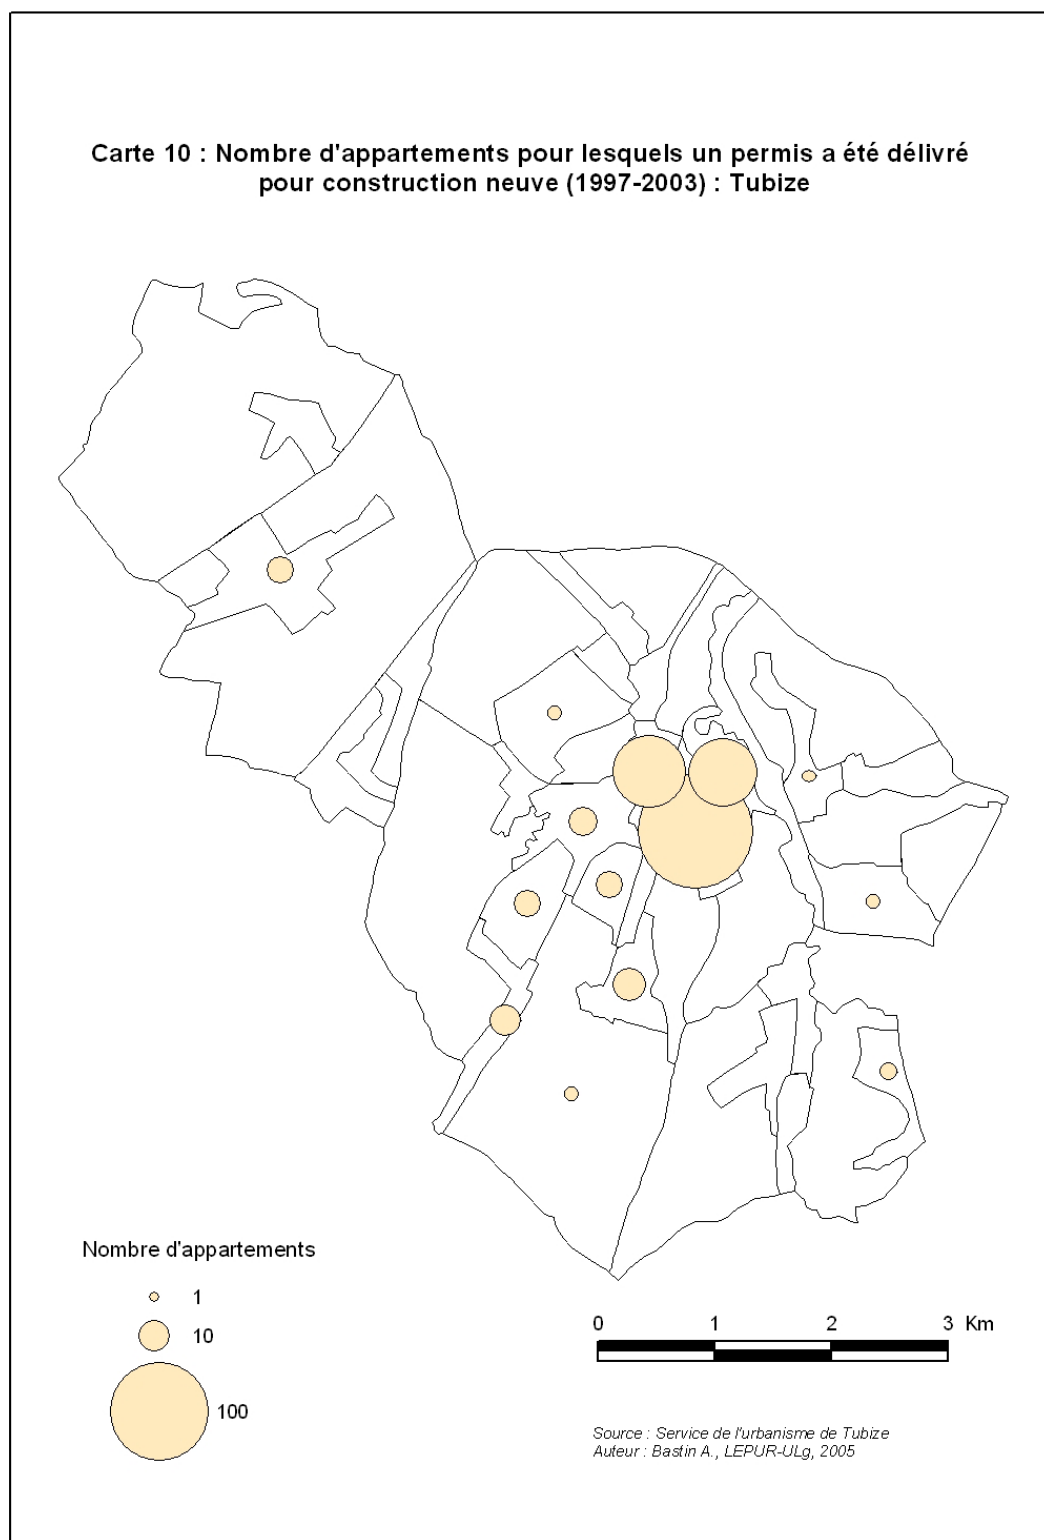 Carte 10 : Nombre d'appartements pour lesquels un permis a été délivré
pour construction neuve (1997-2003) : Tubize
Nombre d'appartements
1
10
100
0 1 2 3 Km
Source : Service de l'urbanisme de Tubize
Auteur : Bastin A., LEPUR-ULg, 2005